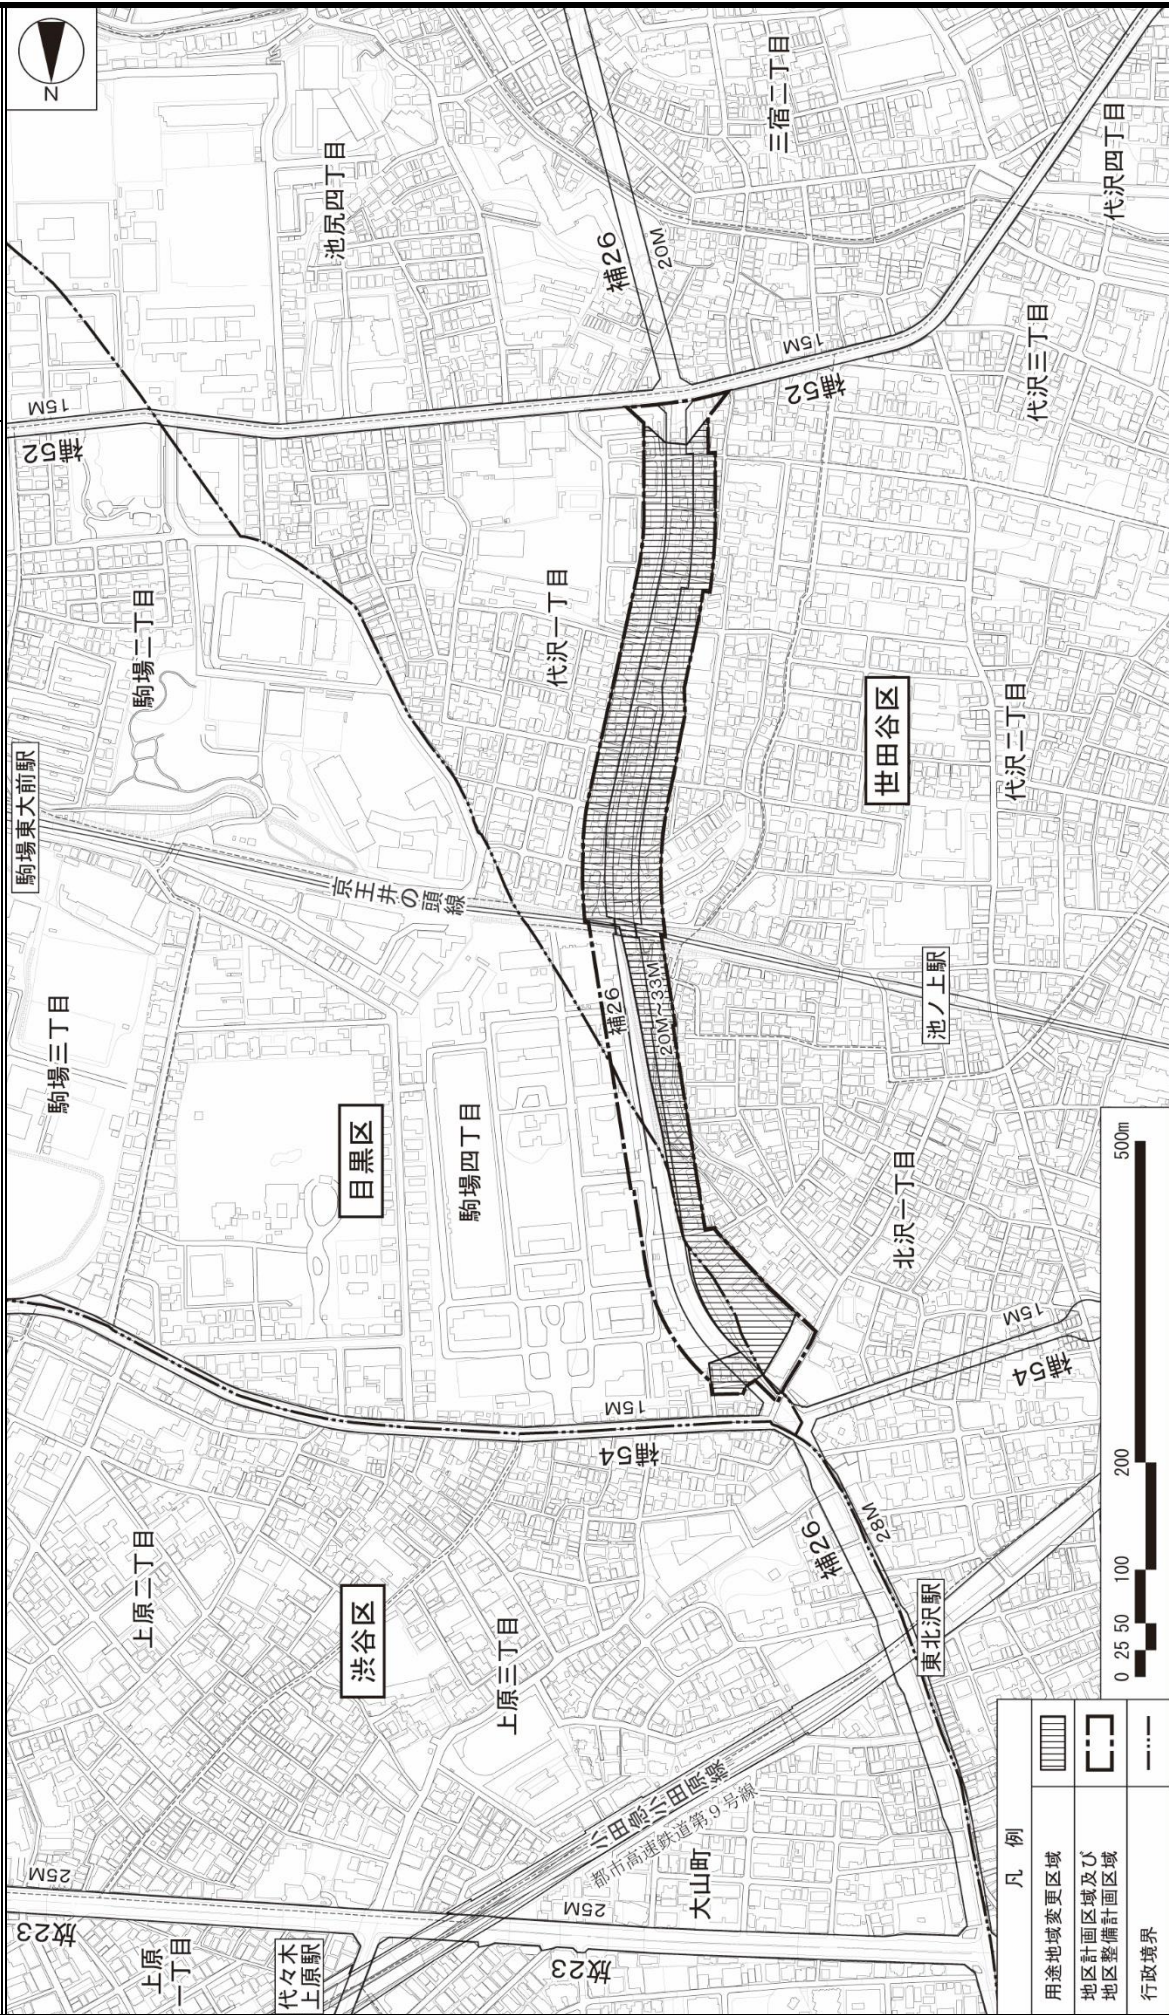 N
池尻四丁目
三宿二丁目
代沢四丁目
補26
20M
15M
補52
15M
補52
代沢三丁目
駒場二丁目
代沢一丁目
駒場東大前駅
世田谷区
代沢二丁目
京王井の頭線
池ノ上駅
駒場三丁目
補26
20M~33M
目黒区
駒場四丁目
北沢一丁目
15M
補54
15M
補54
上原二丁目
渋谷区
上原三丁目
補26
28M
東北沢駅
小田急小田原線
都市高速鉄道第9号線
大山町
25M
放23
上原
一丁目
代々木
上原駅
25M
放23
0 25 50 100 200 500m
凡 例
用途地域変更区域
地区計画区域及び
地区整備計画区域
行政境界